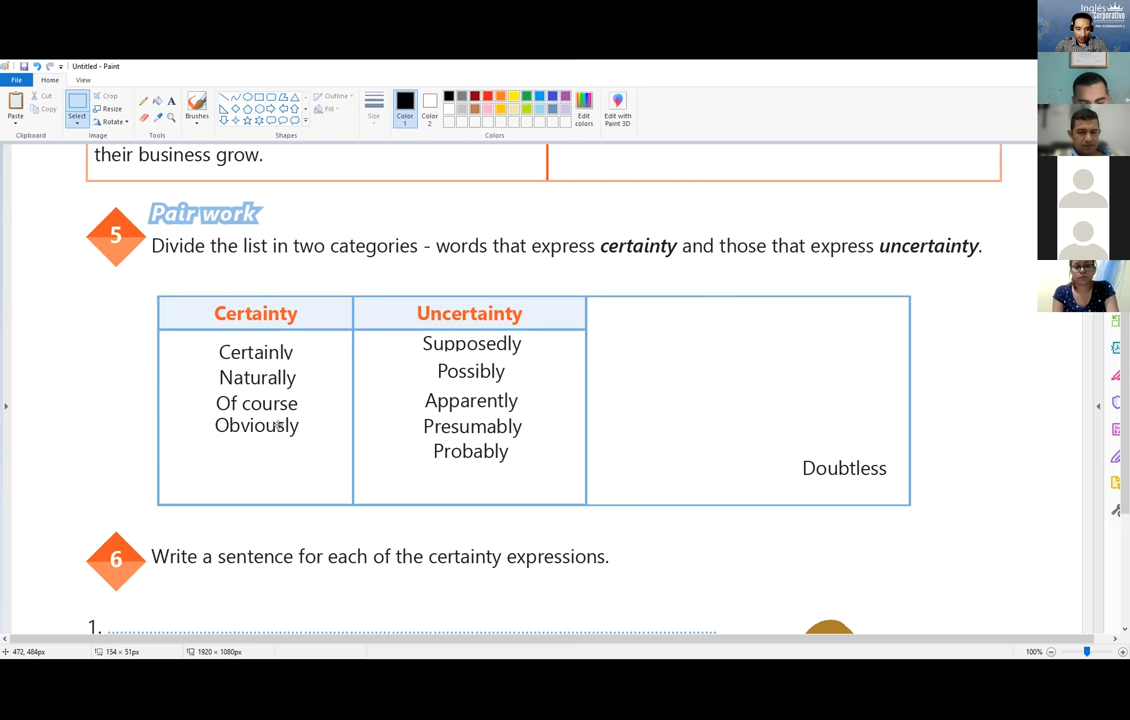 Inglés
Corporativo
Untitled - Paint
File Home View
Paste
Cut
Copy
Clipboard
Select
Crop
Resize
Rotate
Image
Tools
Brushes
Outline
Fill
Shapes
Size
Color
1
Color
2
Edit
colors
Edit with
Paint 3D
Colors
their business grow.
Pair work
5
Divide the list in two categories - words that express certainty and those that express uncertainty.
Certainty Uncertainty
Certainly
Naturally
Of course
Obviously
Supposedly
Possibly
Apparently
Presumably
Probably
Doubtless
6
Write a sentence for each of the certainty expressions.
1.
472, 484px 154 × 51px 1920 × 1080px 100%